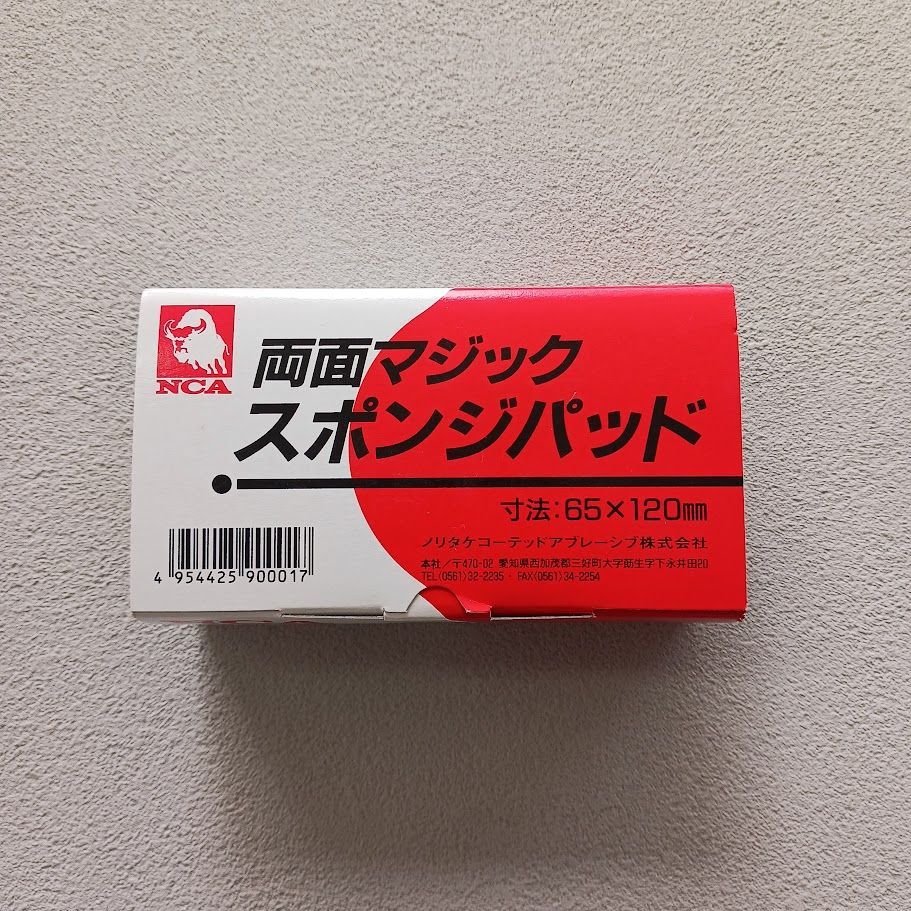 NCA
両面マジック
スポンジパッド
寸法:65×120㎜
ノリタケコーテッドアブレーシブ株式会社
本社/〒470-02 愛知県西加茂郡三好町大字莇生字下永井田20
TEL(0561)32-2235・FAX(0561)34-2254
4 954425 900017